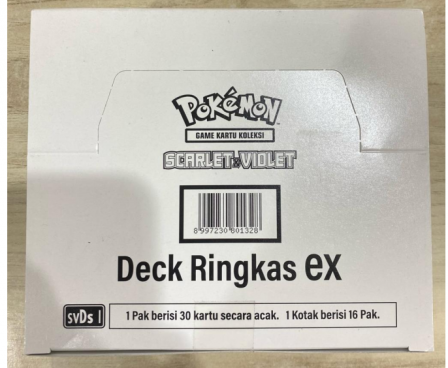 POKéMON
GAME KARTU KOLEKSI
SCARLET & VIOLET
8 997230 801328
Deck Ringkas ex
svDs I 1 Pak berisi 30 kartu secara acak. 1 Kotak berisi 16 Pak.